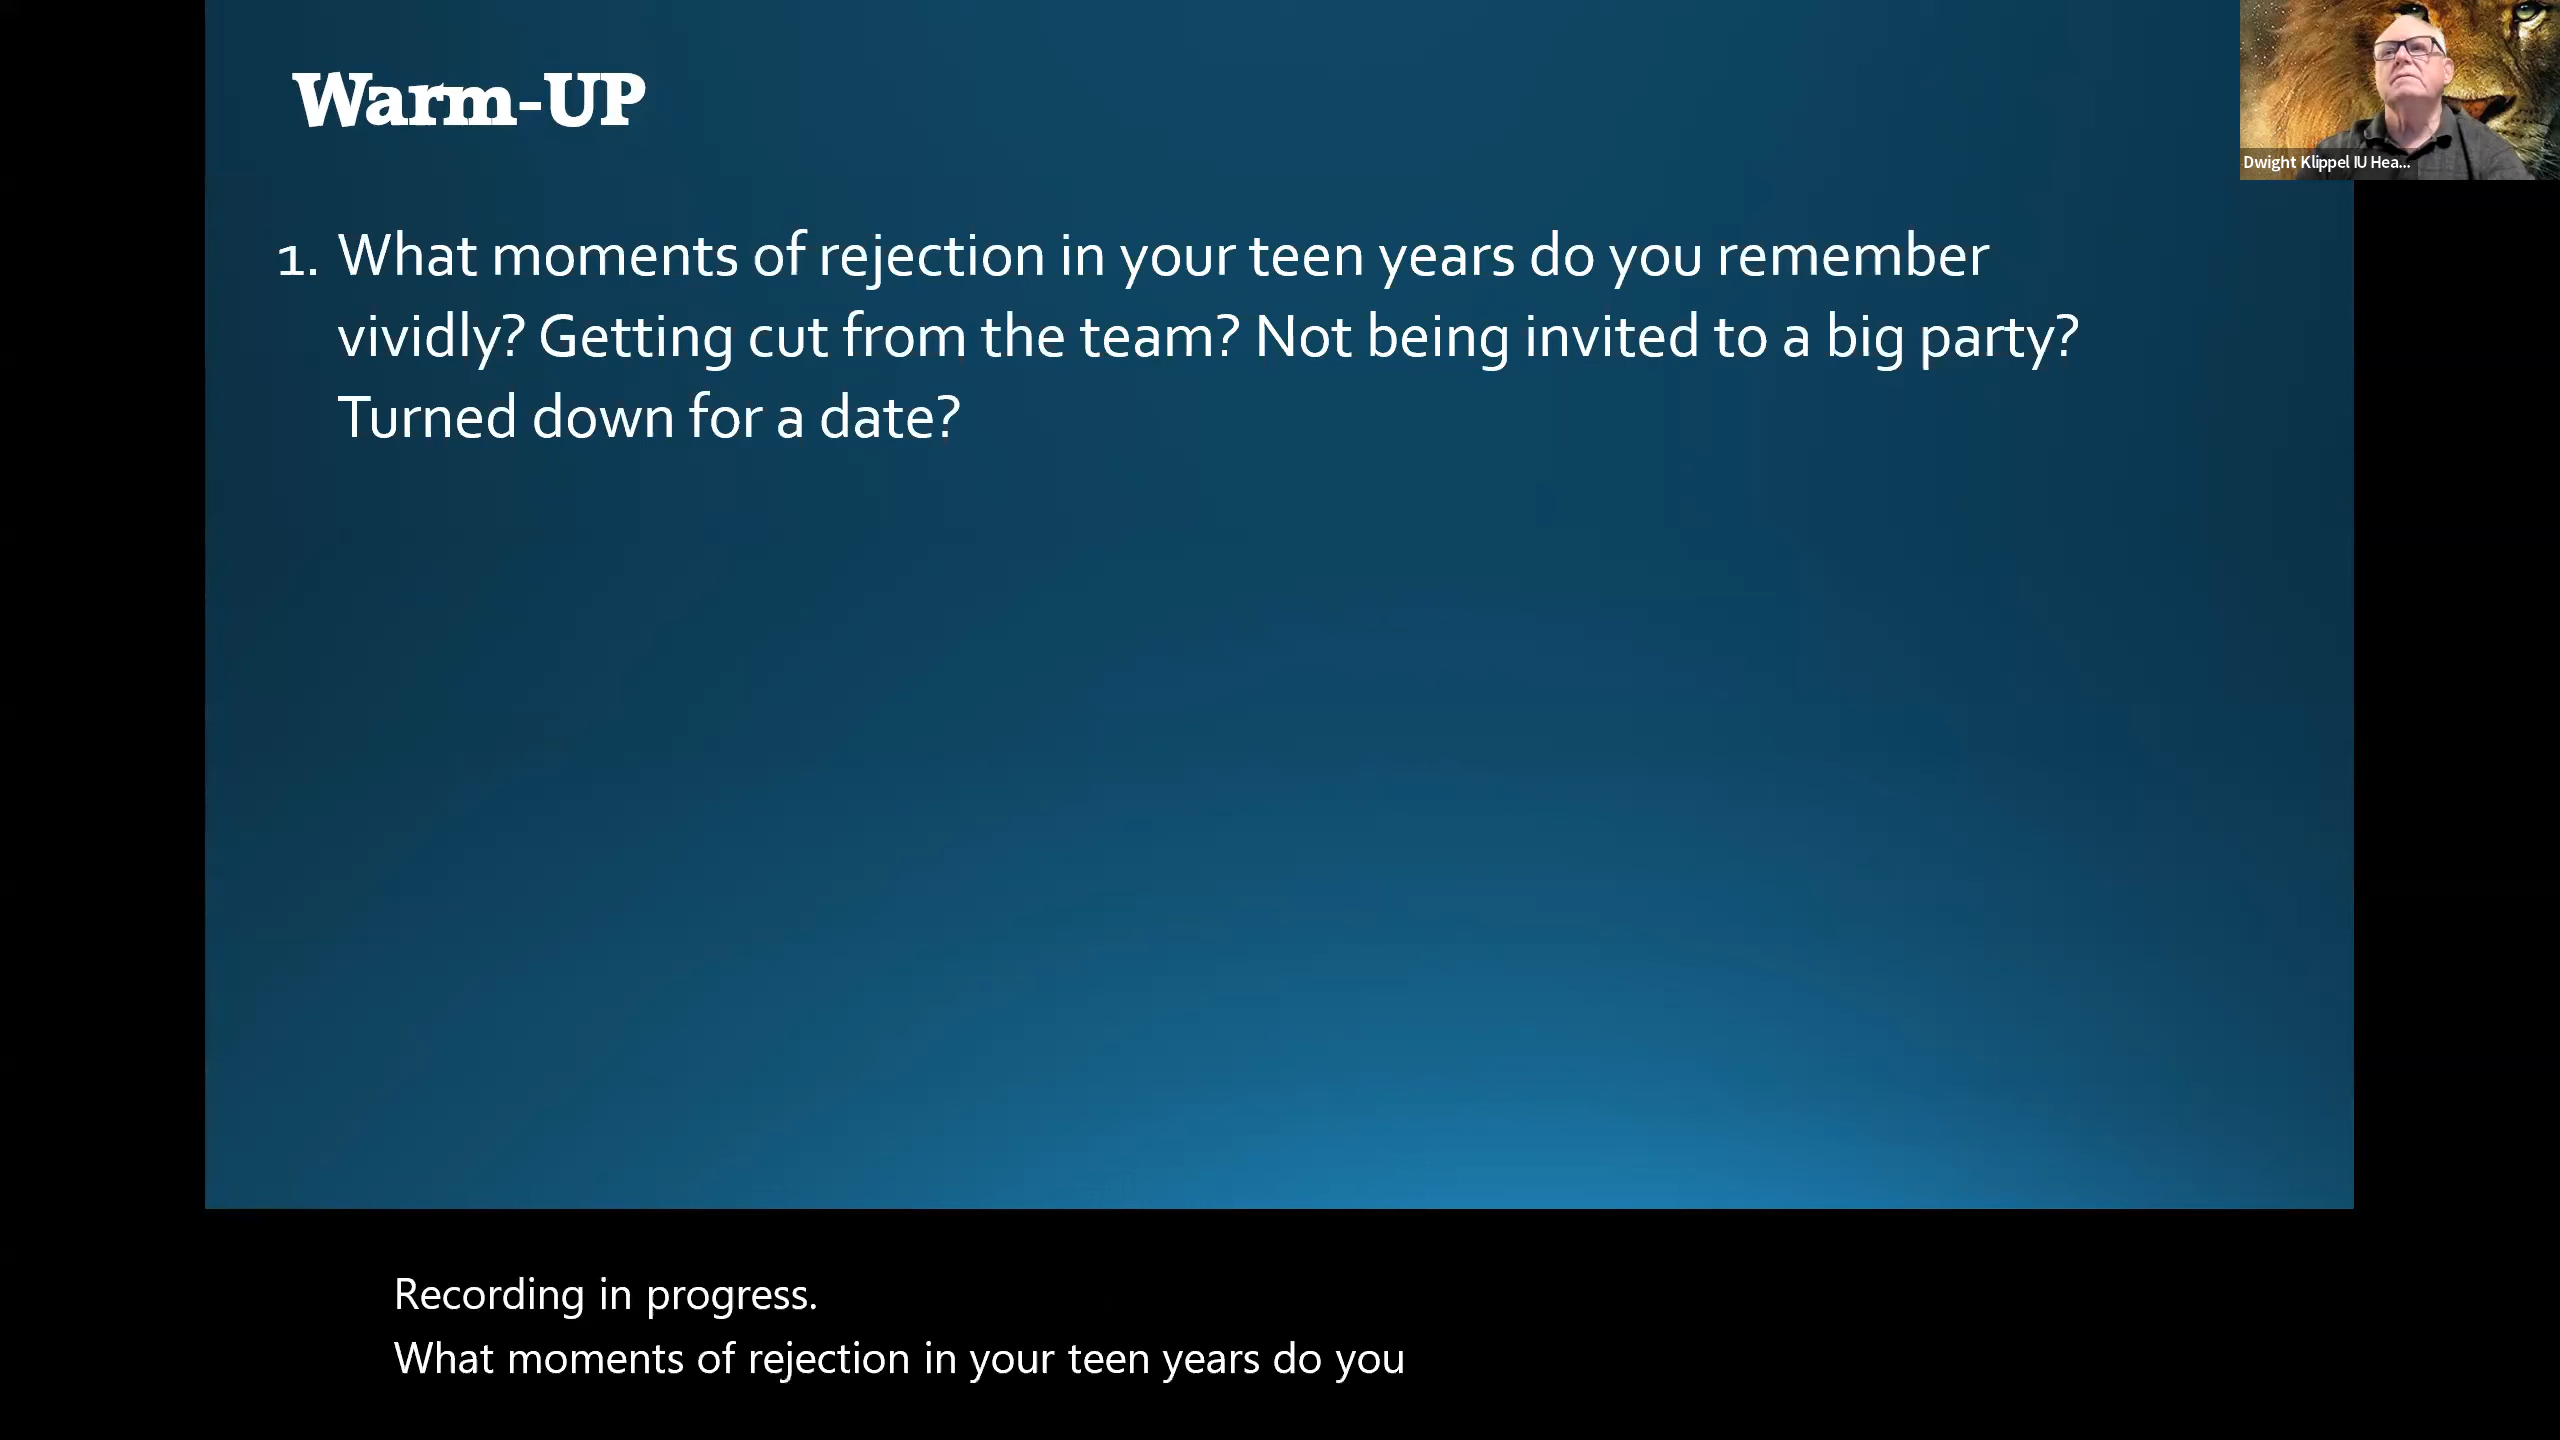 Warm-UP
Dwight Klippel IU Hea...
1. What moments of rejection in your teen years do you remember
vividly? Getting cut from the team? Not being invited to a big party?
Turned down for a date?
Recording in progress.
What moments of rejection in your teen years do you